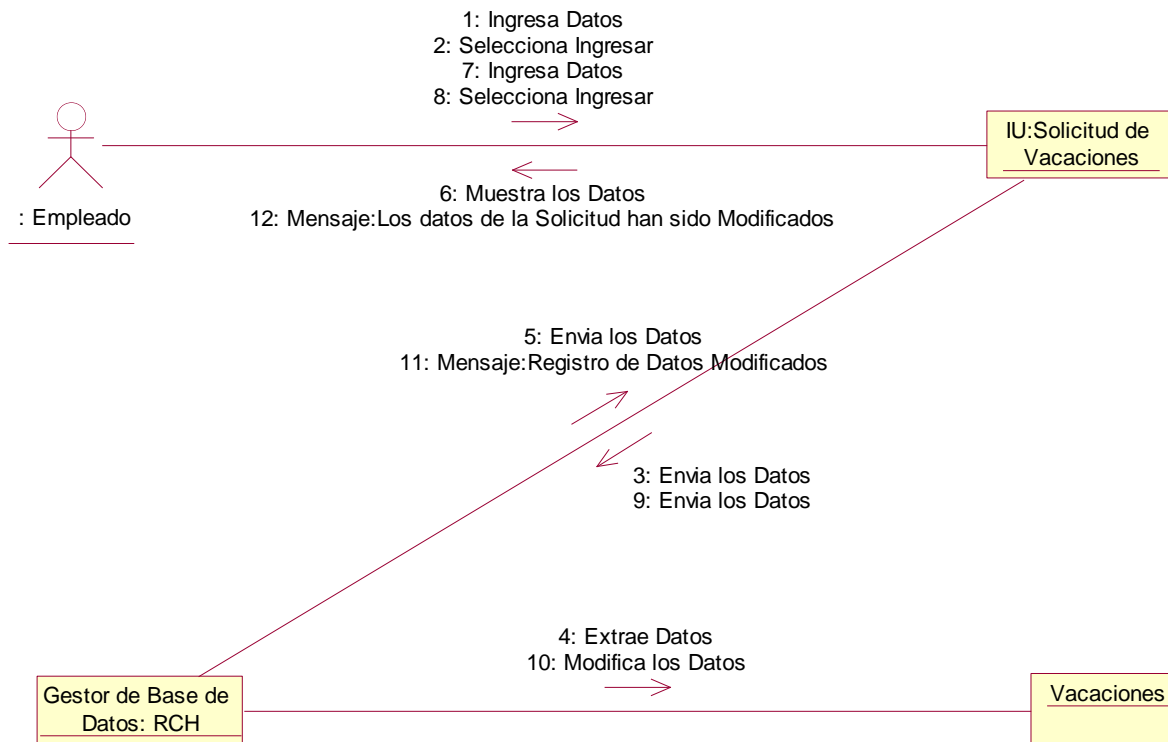 1: Ingresa Datos
2: Selecciona Ingresar
7: Ingresa Datos
8: Selecciona Ingresar
IU:Solicitud de
Vacaciones
: Empleado
6: Muestra los Datos
12: Mensaje:Los datos de la Solicitud han sido Modificados
5: Envia los Datos
11: Mensaje:Registro de Datos Modificados
3: Envia los Datos
9: Envia los Datos
4: Extrae Datos
10: Modifica los Datos
Gestor de Base de
Datos: RCH
Vacaciones